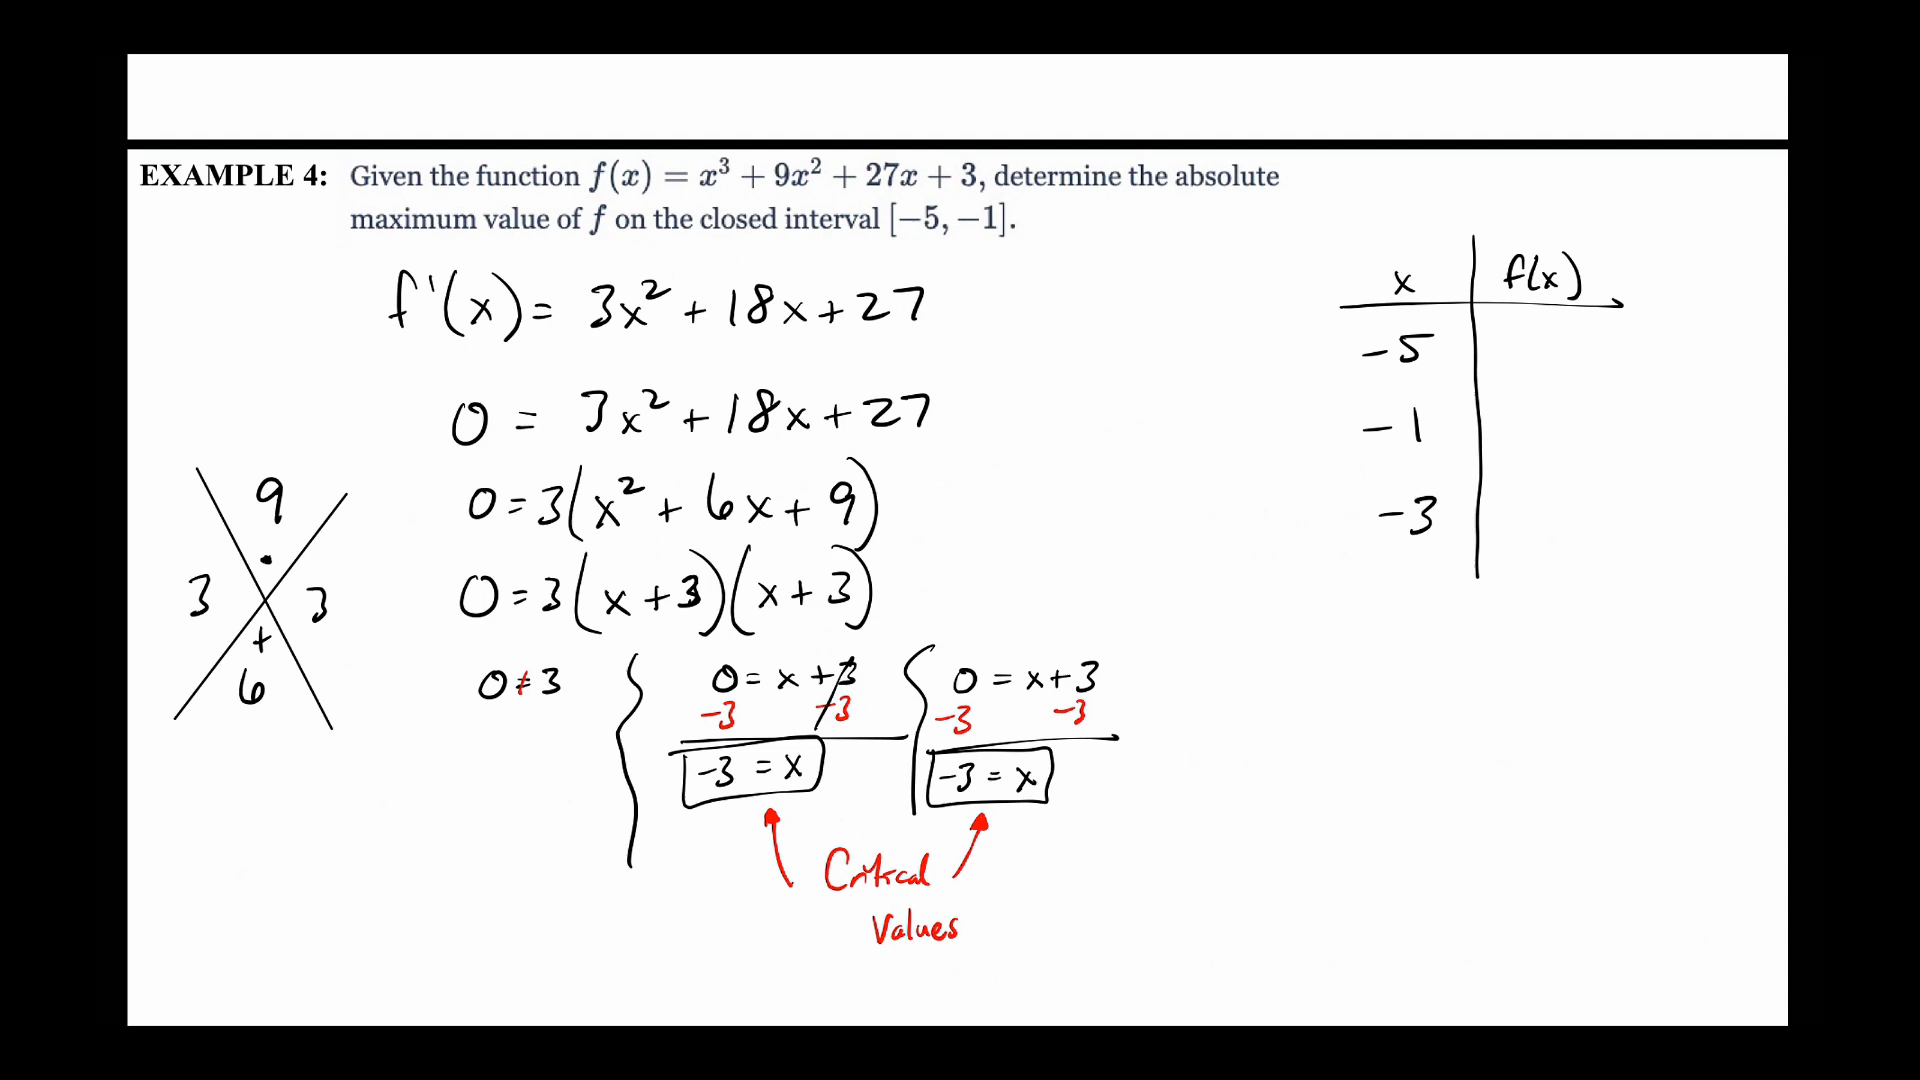 EXAMPLE 4: Given the function f(x) = x³ + 9x² + 27x + 3, determine the absolute
maximum value of f on the closed interval [−5, −1].
f'(x) = 3x² + 18x + 27
0 = 3x² + 18x + 27
0 = 3(x² + 6x + 9)
0 = 3(x + 3)(x + 3)
9
•
3 3
+
6
0 ≠ 3
0 = x + 3
-3 -3
-3 = x
0 = x + 3
-3 -3
-3 = x
Critical
Values
x f(x)
-5
-1
-3